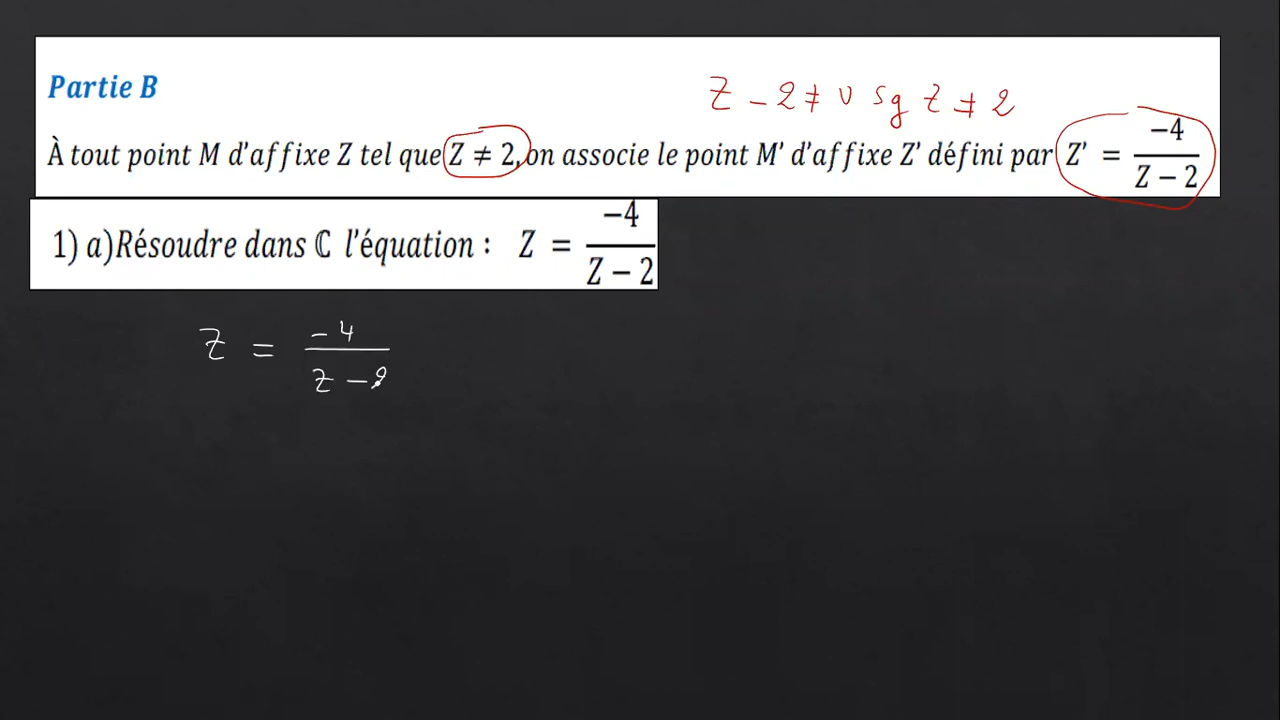 Partie B
Z - 2 ≠ 0 sg Z ≠ 2
À tout point M d'affixe Z tel que Z ≠ 2, on associe le point M' d'affixe Z' défini par Z' = -4 / Z - 2
1) a)Résoudre dans ℂ l'équation : Z = -4 / Z - 2
Z = -4 / Z - 2